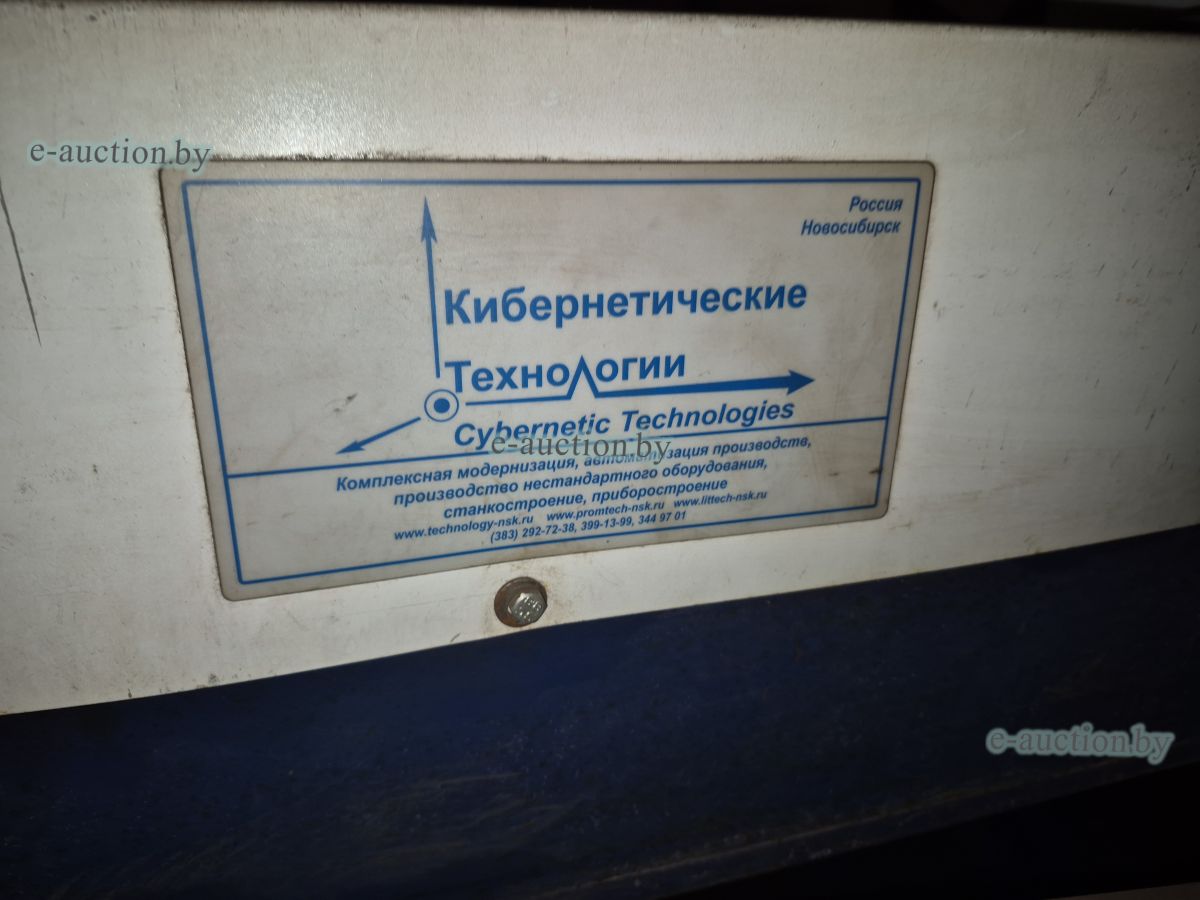 e-auction.by
Россия
Новосибирск
Кибернетические
Технологии
Cybernetic Technologies
e-auction.by
Комплексная модернизация, автоматизация производств,
производство нестандартного оборудования,
станкостроение, приборостроение
www.technology-nsk.ru www.promtech-nsk.ru www.littech-nsk.ru
(383) 292-72-38, 399-13-99, 344 97 01
e-auction.by